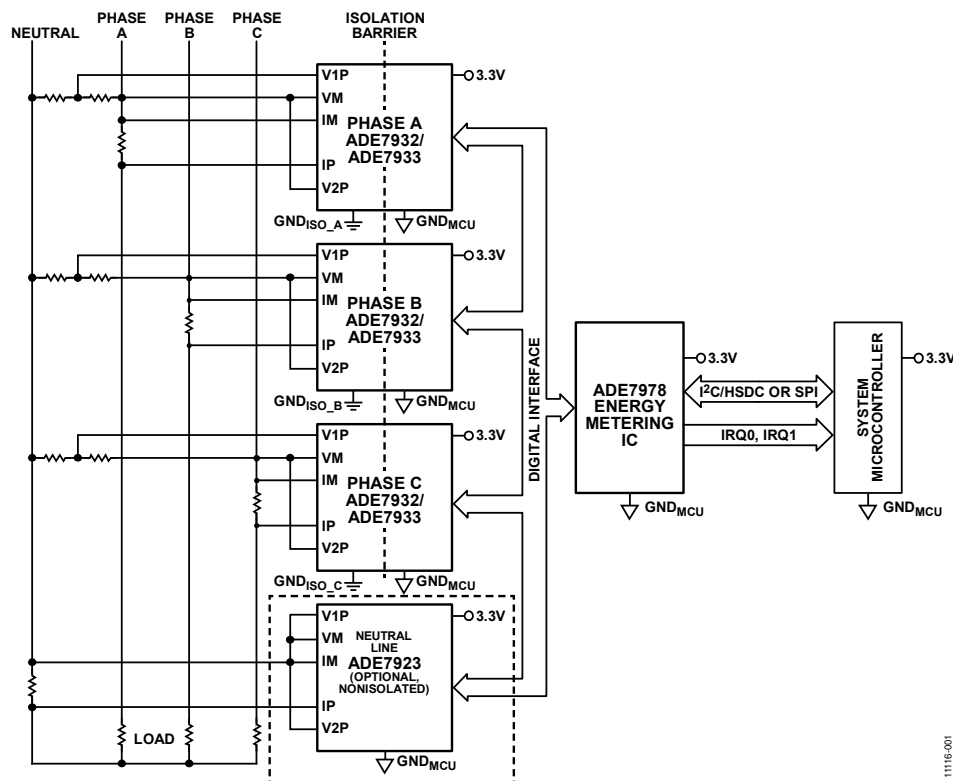 NEUTRAL
PHASE
A
PHASE
B
PHASE
C
ISOLATION
BARRIER
V1P
VM
IM
IP
V2P
PHASE A
ADE7932/
ADE7933
3.3V
GNDISO_A
GNDMCU
V1P
VM
IM
IP
V2P
PHASE B
ADE7932/
ADE7933
3.3V
GNDISO_B
GNDMCU
V1P
VM
IM
IP
V2P
PHASE C
ADE7932/
ADE7933
3.3V
GNDISO_C
GNDMCU
V1P
VM
IM
IP
V2P
NEUTRAL
LINE
ADE7923
(OPTIONAL,
NONISOLATED)
3.3V
GNDMCU
LOAD
DIGITAL INTERFACE
ADE7978
ENERGY
METERING
IC
3.3V
GNDMCU
I2C/HSDC OR SPI
IRQ0, IRQ1
SYSTEM
MICROCONTROLLER
3.3V
GNDMCU
11116-001